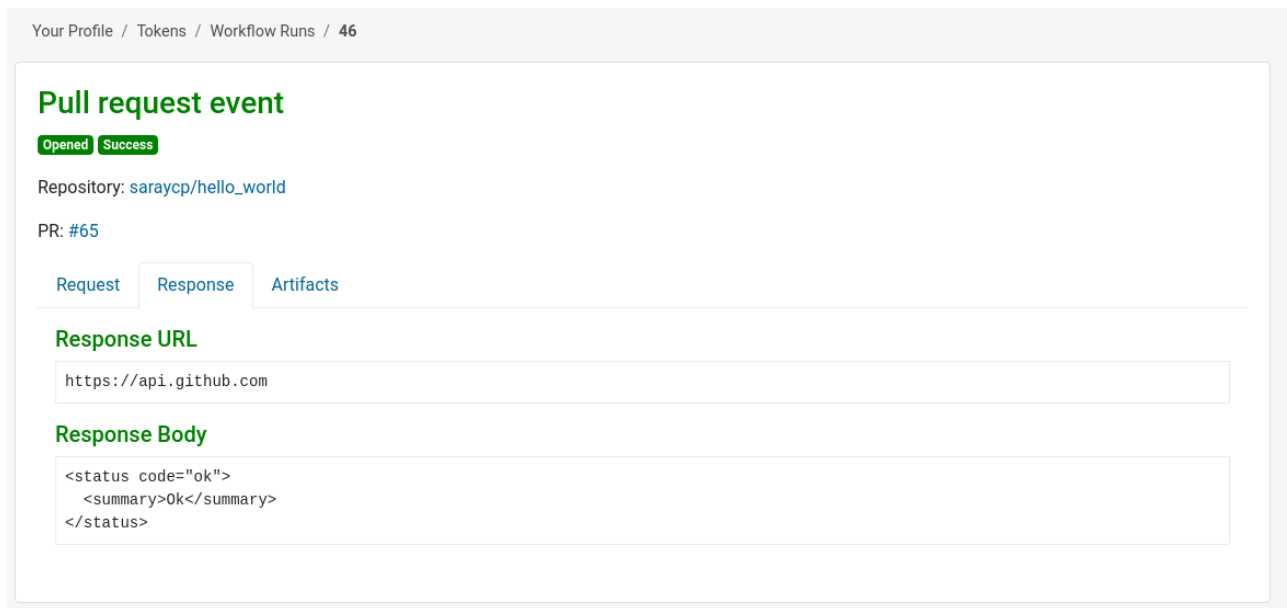 Your Profile / Tokens / Workflow Runs / 46
Pull request event
Opened Success
Repository: saraycp/hello_world
PR: #65
Request Response Artifacts
Response URL
https://api.github.com
Response Body
<status code="ok">
  <summary>Ok</summary>
</status>